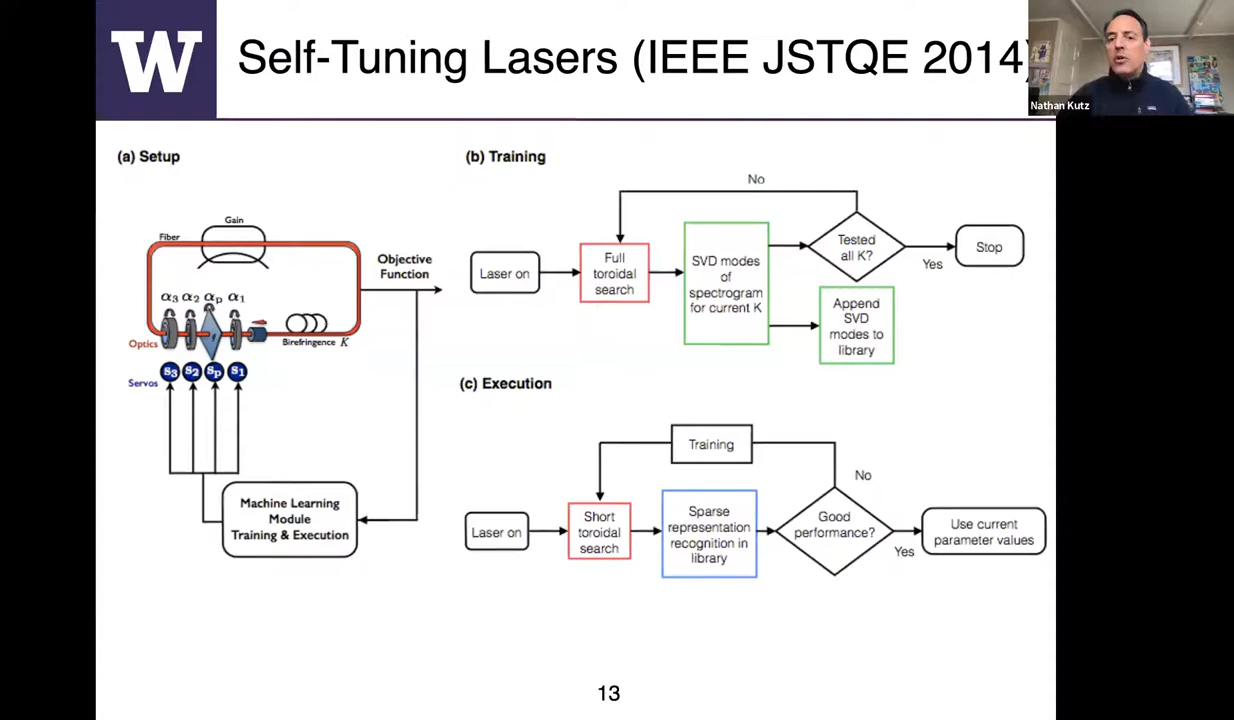 W
Self-Tuning Lasers (IEEE JSTQE 2014)
Nathan Kutz
(a) Setup
Gain
Fiber
Objective
Function
α3 α2 αp α1
Optics
Birefringence K
Servos
s3 s2 sp s1
Machine Learning
Module
Training & Execution
(b) Training
No
Laser on
Full
toroidal
search
SVD modes
of
spectrogram
for current K
Tested
all K?
Yes
Stop
Append
SVD
modes to
library
(c) Execution
Training
No
Laser on
Short
toroidal
search
Sparse
representation
recognition in
library
Good
performance?
Yes
Use current
parameter values
13